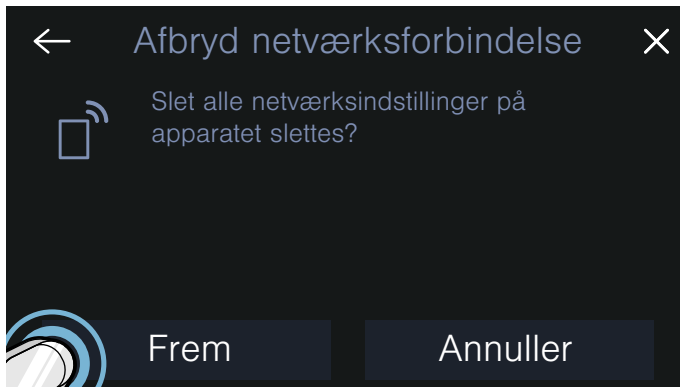 Afbryd netværksforbindelse
Slet alle netværksindstillinger på
apparatet slettes?
Frem
Annuller